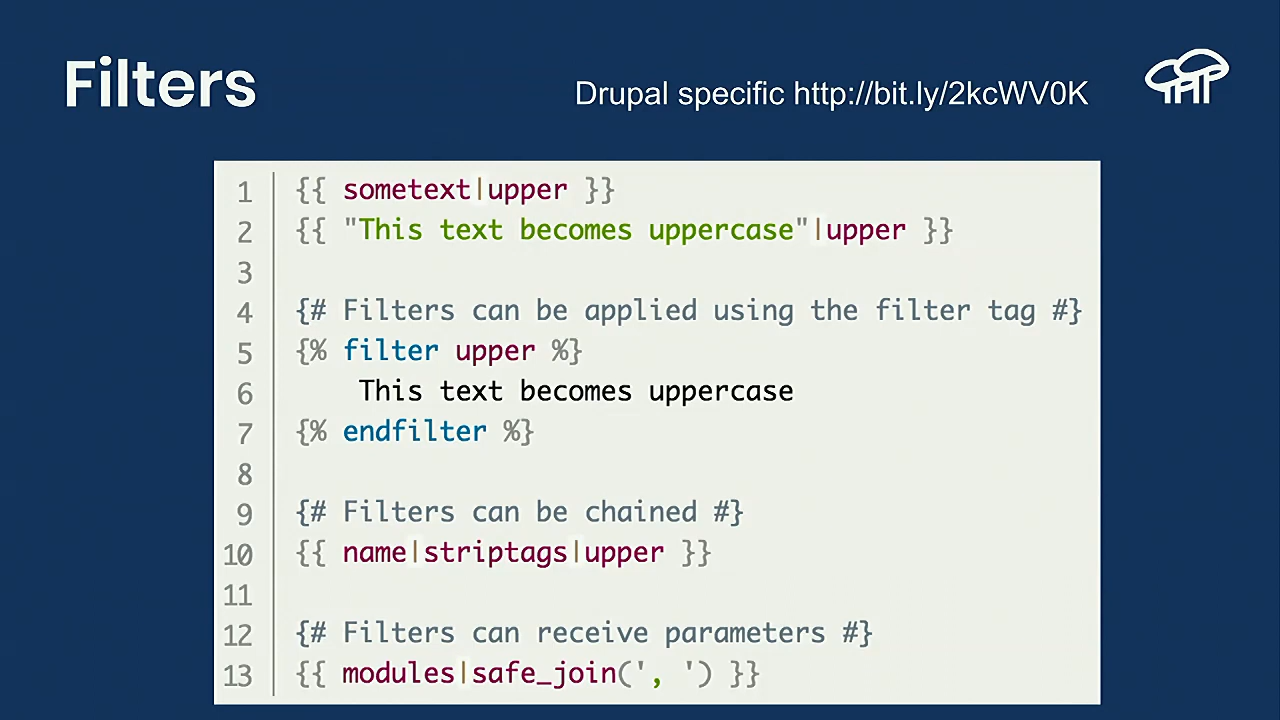 Filters
Drupal specific http://bit.ly/2kcWV0K
1 {{ sometext|upper }}
2 {{ "This text becomes uppercase"|upper }}
3
4 {# Filters can be applied using the filter tag #}
5 {% filter upper %}
6     This text becomes uppercase
7 {% endfilter %}
8
9 {# Filters can be chained #}
10 {{ name|striptags|upper }}
11
12 {# Filters can receive parameters #}
13 {{ modules|safe_join(', ') }}